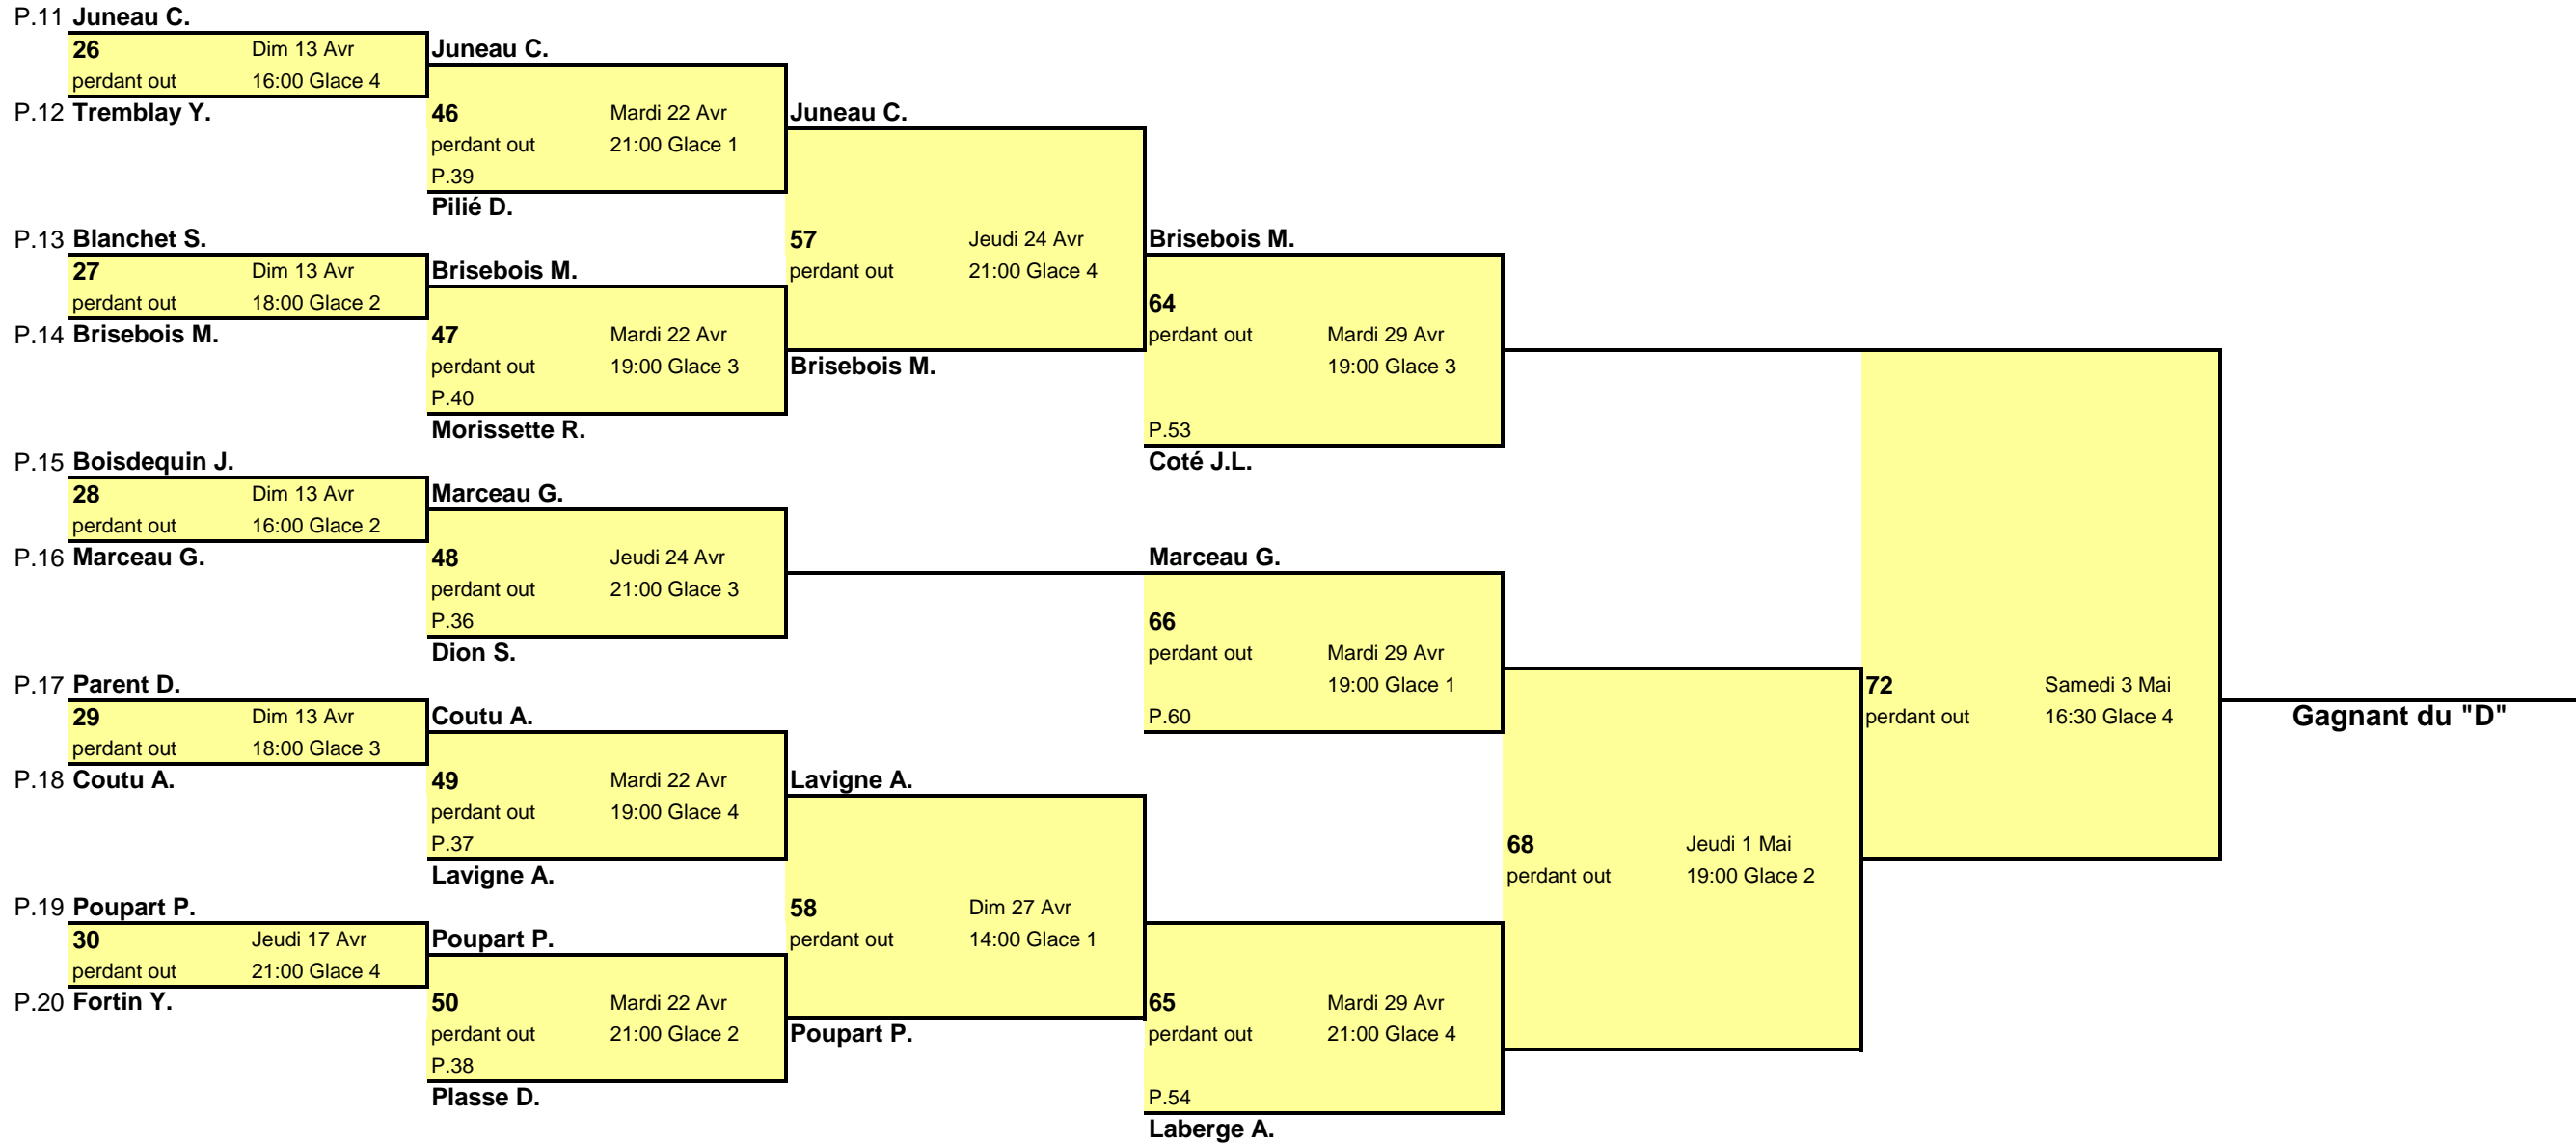 P.11 Juneau C.
26 Dim 13 Avr
perdant out 16:00 Glace 4
P.12 Tremblay Y.
P.13 Blanchet S.
27 Dim 13 Avr
perdant out 18:00 Glace 2
P.14 Brisebois M.
P.15 Boisdequin J.
28 Dim 13 Avr
perdant out 16:00 Glace 2
P.16 Marceau G.
P.17 Parent D.
29 Dim 13 Avr
perdant out 18:00 Glace 3
P.18 Coutu A.
P.19 Poupart P.
30 Jeudi 17 Avr
perdant out 21:00 Glace 4
P.20 Fortin Y.
Juneau C.
46 Mardi 22 Avr
perdant out 21:00 Glace 1
P.39
Pilié D.
Brisebois M.
47 Mardi 22 Avr
perdant out 19:00 Glace 3
P.40
Morissette R.
Marceau G.
48 Jeudi 24 Avr
perdant out 21:00 Glace 3
P.36
Dion S.
Coutu A.
49 Mardi 22 Avr
perdant out 19:00 Glace 4
P.37
Lavigne A.
Poupart P.
50 Mardi 22 Avr
perdant out 21:00 Glace 2
P.38
Plasse D.
Juneau C.
57 Jeudi 24 Avr
perdant out 21:00 Glace 4
Brisebois M.
Lavigne A.
58 Dim 27 Avr
perdant out 14:00 Glace 1
Poupart P.
Brisebois M.
64
perdant out Mardi 29 Avr
19:00 Glace 3
P.53
Coté J.L.
Marceau G.
66
perdant out Mardi 29 Avr
19:00 Glace 1
P.60
65 Mardi 29 Avr
perdant out 21:00 Glace 4
P.54
Laberge A.
68 Jeudi 1 Mai
perdant out 19:00 Glace 2
72 Samedi 3 Mai
perdant out 16:30 Glace 4
Gagnant du "D"